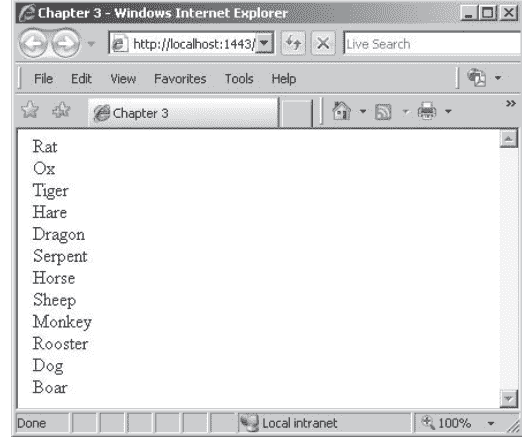 Chapter 3 - Windows Internet Explorer
http://localhost:1443/
Live Search
File Edit View Favorites Tools Help
Chapter 3
»
Rat
Ox
Tiger
Hare
Dragon
Serpent
Horse
Sheep
Monkey
Rooster
Dog
Boar
Done Local intranet 100%